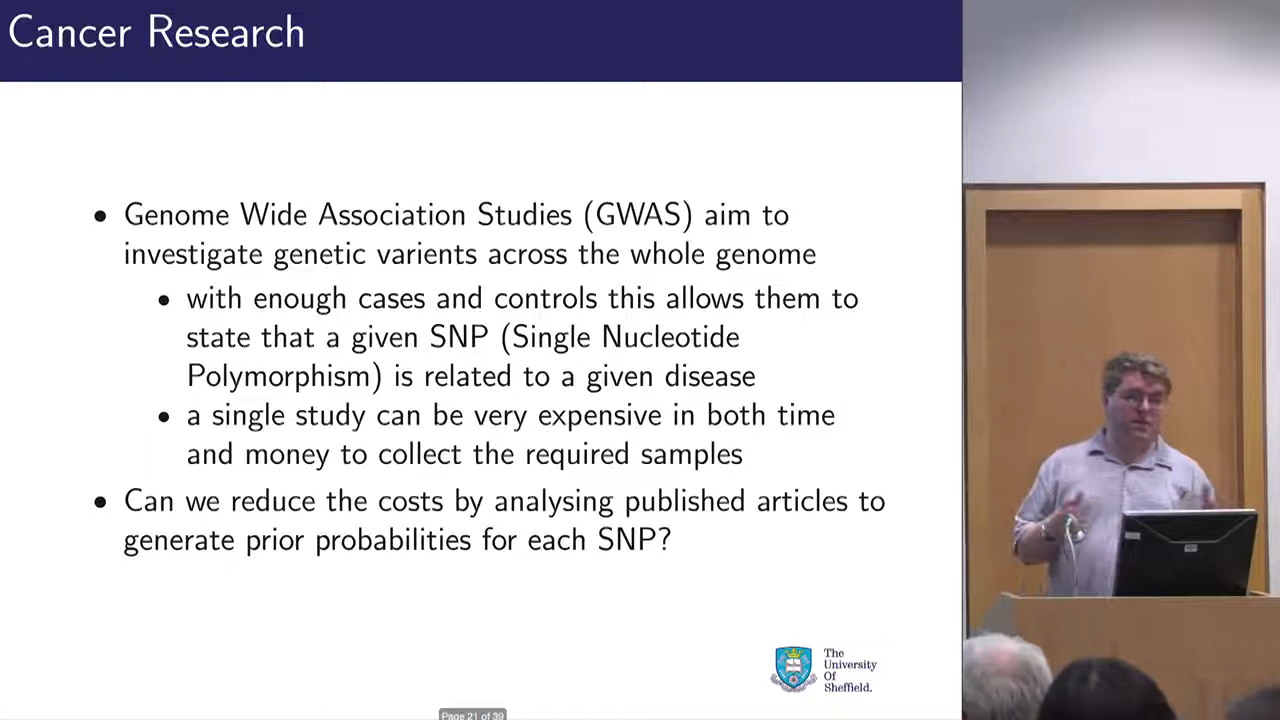 Cancer Research
• Genome Wide Association Studies (GWAS) aim to
investigate genetic varients across the whole genome
• with enough cases and controls this allows them to
state that a given SNP (Single Nucleotide
Polymorphism) is related to a given disease
• a single study can be very expensive in both time
and money to collect the required samples
• Can we reduce the costs by analysing published articles to
generate prior probabilities for each SNP?
The
University
Of
Sheffield.
Page 21 of 39